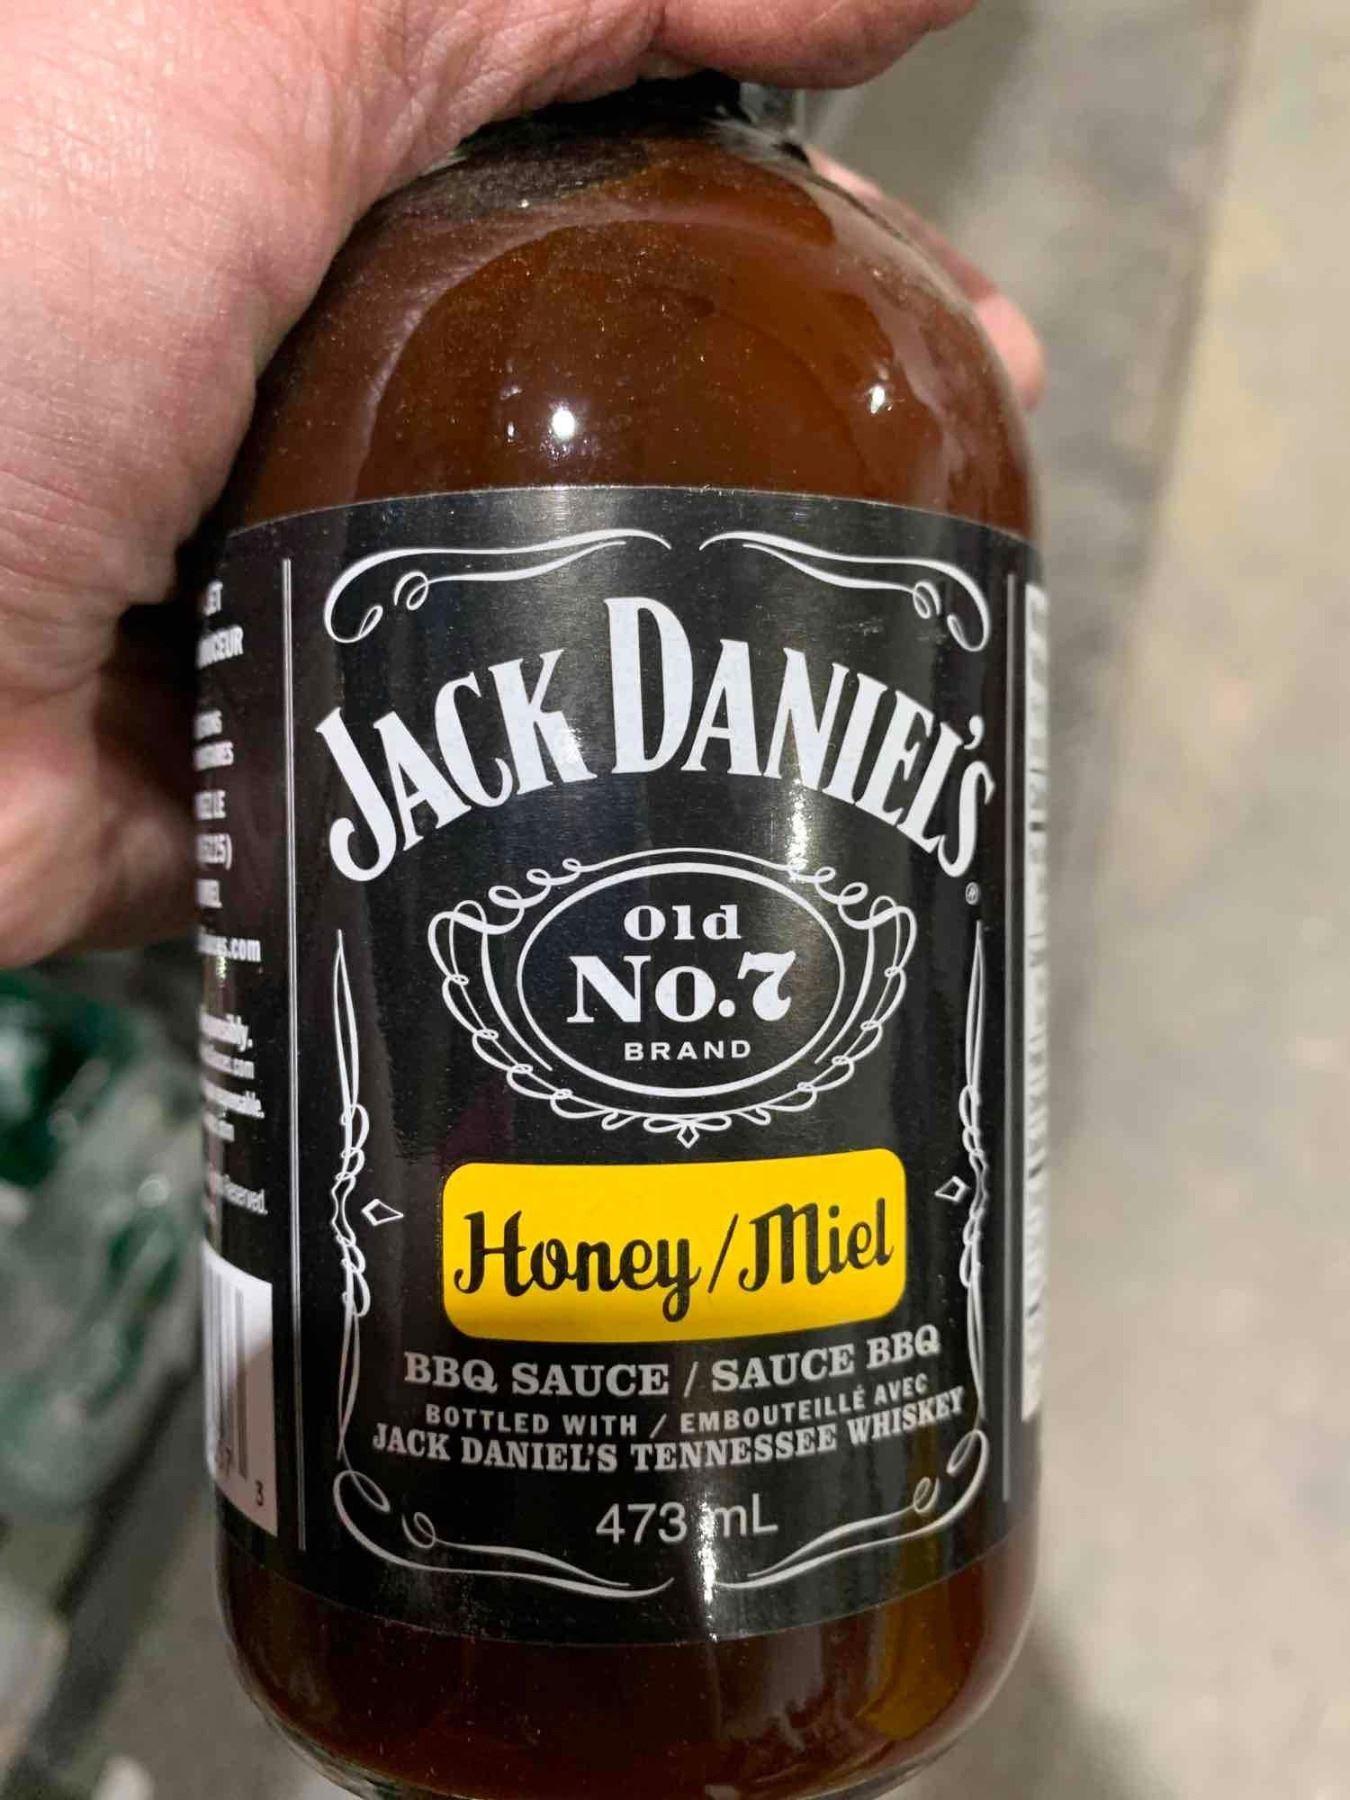 JACK DANIEL'S
®
Old
No.7
BRAND
Honey/Miel
BBQ SAUCE / SAUCE BBQ
BOTTLED WITH / EMBOUTEILLÉ AVEC
JACK DANIEL'S TENNESSEE WHISKEY
473 mL
3